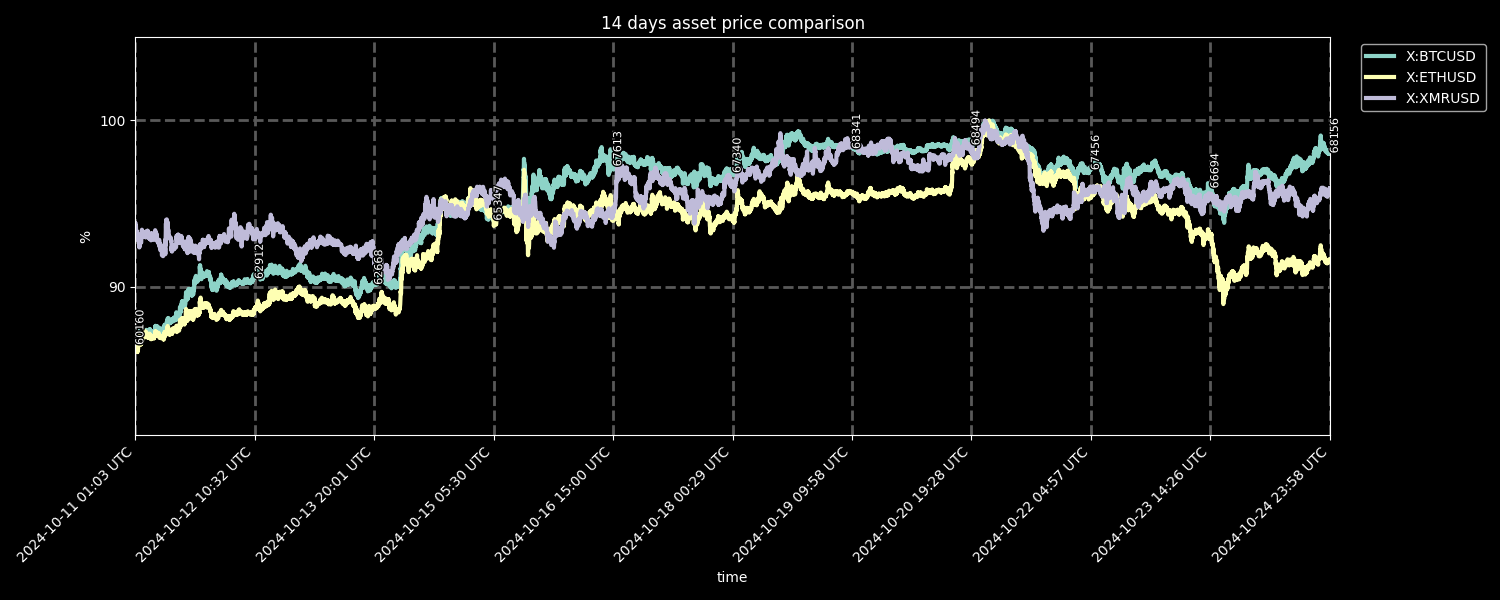 14 days asset price comparison
X:BTCUSD
X:ETHUSD
X:XMRUSD
100
90
%
60160
62912
62668
65347
67613
67340
68341
68494
67456
66694
68156
2024-10-11 01:03 UTC
2024-10-12 10:32 UTC
2024-10-13 20:01 UTC
2024-10-15 05:30 UTC
2024-10-16 15:00 UTC
2024-10-18 00:29 UTC
2024-10-19 09:58 UTC
2024-10-20 19:28 UTC
2024-10-22 04:57 UTC
2024-10-23 14:26 UTC
2024-10-24 23:58 UTC
time